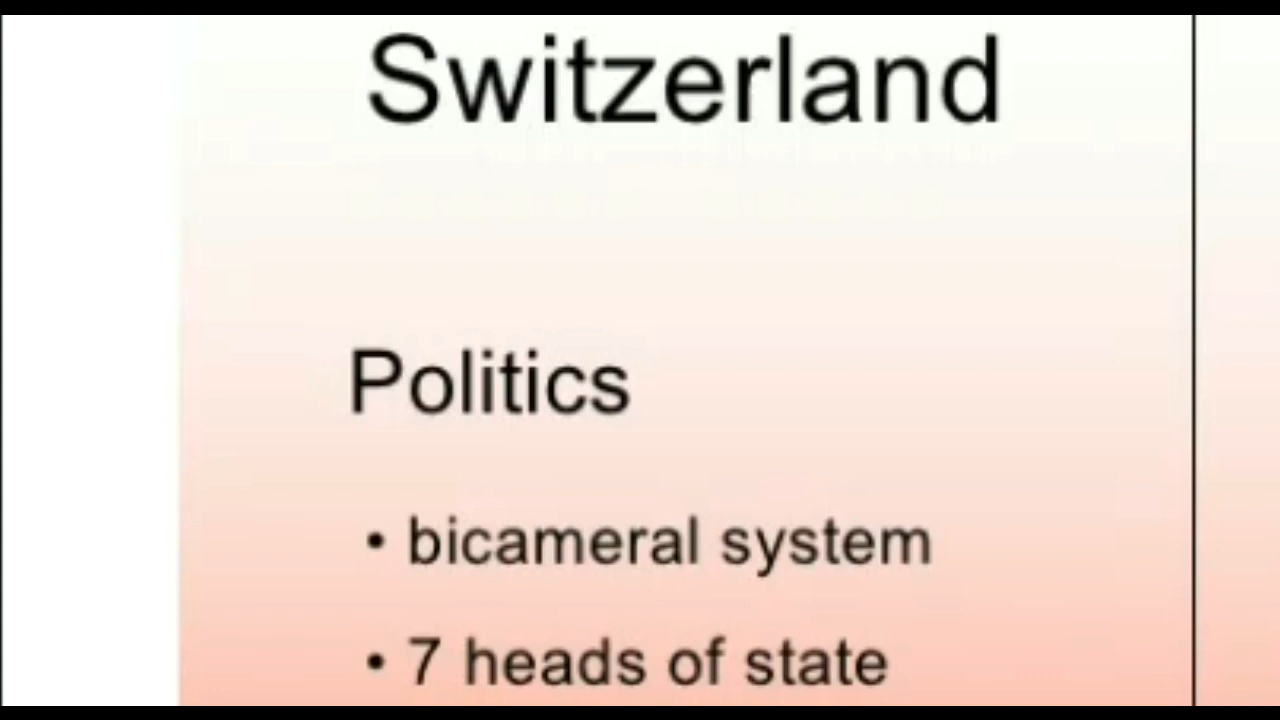 Switzerland
Politics
• bicameral system
• 7 heads of state